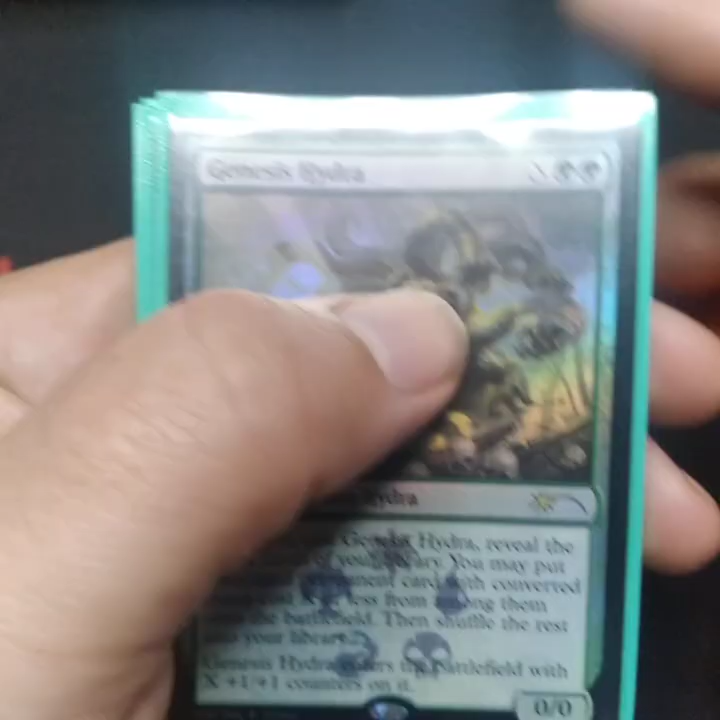 Genesis Hydra X
Hydra
Genesis Hydra, reveal the
of your library. You may put
permanent card with converted
less from among them
the battlefield. Then shuffle the rest
your library.
Genesis Hydra enters the battlefield with
X +1/+1 counters on it.
0/0